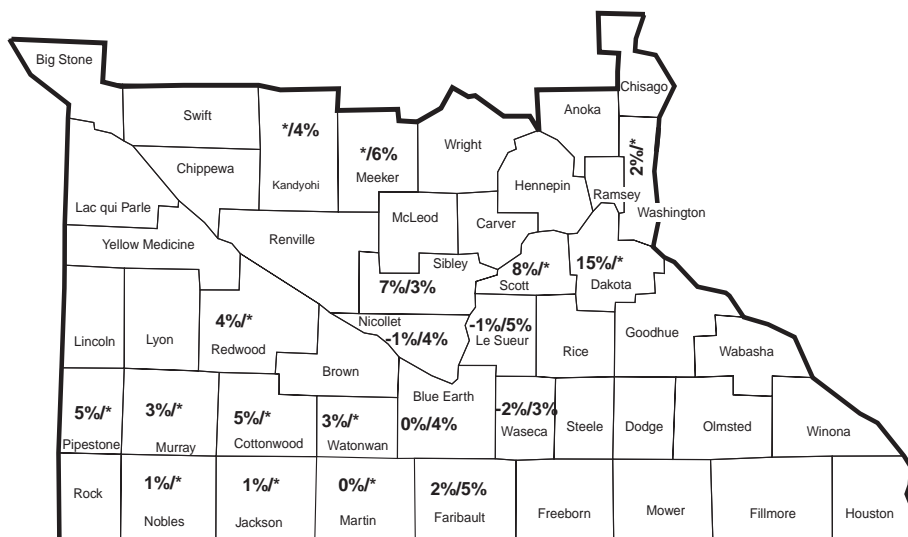 Big Stone
Chisago
Swift
Anoka
*/4%
*/6%
Wright
2%/*
Chippewa
Kandyohi
Meeker
Hennepin
Ramsey
Lac qui Parle
McLeod
Carver
Washington
Yellow Medicine
Renville
Sibley
8%/*
15%/*
7%/3%
Scott
Dakota
4%/*
Nicollet
-1%/4%
-1%/5%
Lincoln
Lyon
Redwood
Le Sueur
Rice
Goodhue
Wabasha
Brown
Blue Earth
5%/*
3%/*
5%/*
3%/*
0%/4%
-2%/3%
Pipestone
Murray
Cottonwood
Watonwan
Waseca
Steele
Dodge
Olmsted
Winona
1%/*
1%/*
0%/*
2%/5%
Rock
Nobles
Jackson
Martin
Faribault
Freeborn
Mower
Fillmore
Houston